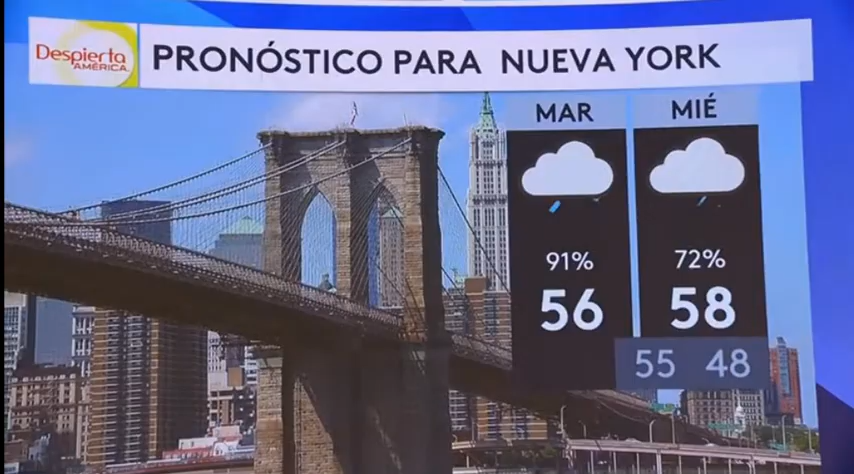 Despierta
AMÉRICA
PRONÓSTICO PARA NUEVA YORK
MAR MIÉ
91% 72%
56 58
55 48